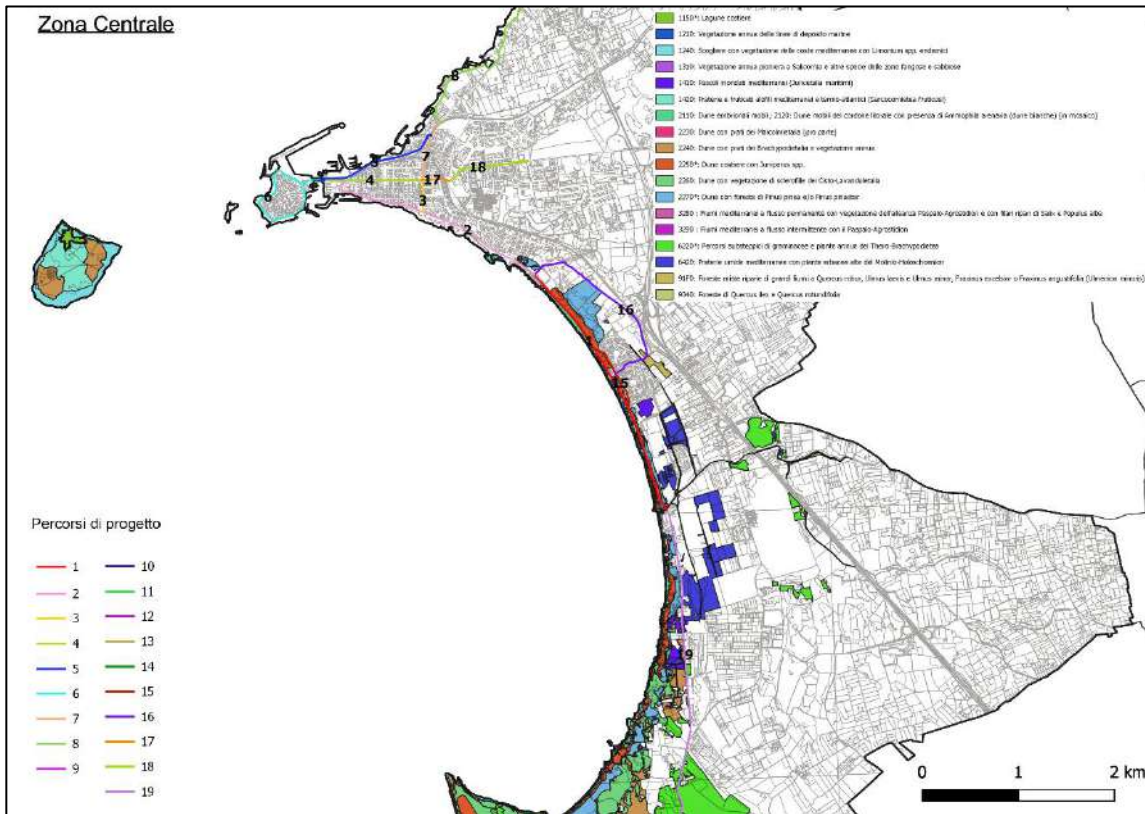 Zona Centrale
1150*: Lagune costiere
1210: Vegetazione annua delle linee di deposito marine
1240: Scogliere con vegetazione delle coste mediterranee con Limonium spp. endemici
1310: Vegetazione annua pioniera a Salicornia e altre specie delle zone fangose e sabbiose
1410: Pascoli inondati mediterranei (Juncetalia maritimi)
1420: Praterie e fruticeti alofili mediterranei e termo-atlantici (Sarcocornietea fruticosi)
2110: Dune embrionali mobili; 2120: Dune mobili del cordone litorale con presenza di Ammophila arenaria (dune bianche) (in mosaico)
2230: Dune con prati dei Malcolmietalia (pro parte)
2240: Dune con prati dei Brachypodietalia e vegetazione annua
2250*: Dune costiere con Juniperus spp.
2260: Dune con vegetazione di sclerofille dei Cisto-Lavanduletalia
2270*: Dune con foreste di Pinus pinea e/o Pinus pinaster
3280 : Fiumi mediterranei a flusso permanente con vegetazione dell'alleanza Paspalo-Agrostidion e con filari ripari di Salix e Populus alba
3290 : Fiumi mediterranei a flusso intermittente con il Paspalo-Agrostidion
6220*: Percorsi substeppici di graminacee e piante annue dei Thero-Brachypodietea
6420: Praterie umide mediterranee con piante erbacee alte del Molinio-Holoschoenion
91F0: Foreste miste riparie di grandi fiumi a Quercus robur, Ulmus laevis e Ulmus minor, Fraxinus excelsior o Fraxinus angustifolia (Ulmenion minoris)
9340: Foreste di Quercus ilex e Quercus rotundifolia
8
5
7
4
17
18
6
3
2
16
1
15
19
Percorsi di progetto
1 10
2 11
3 12
4 13
5 14
6 15
7 16
8 17
9 18
19
0 1 2 km